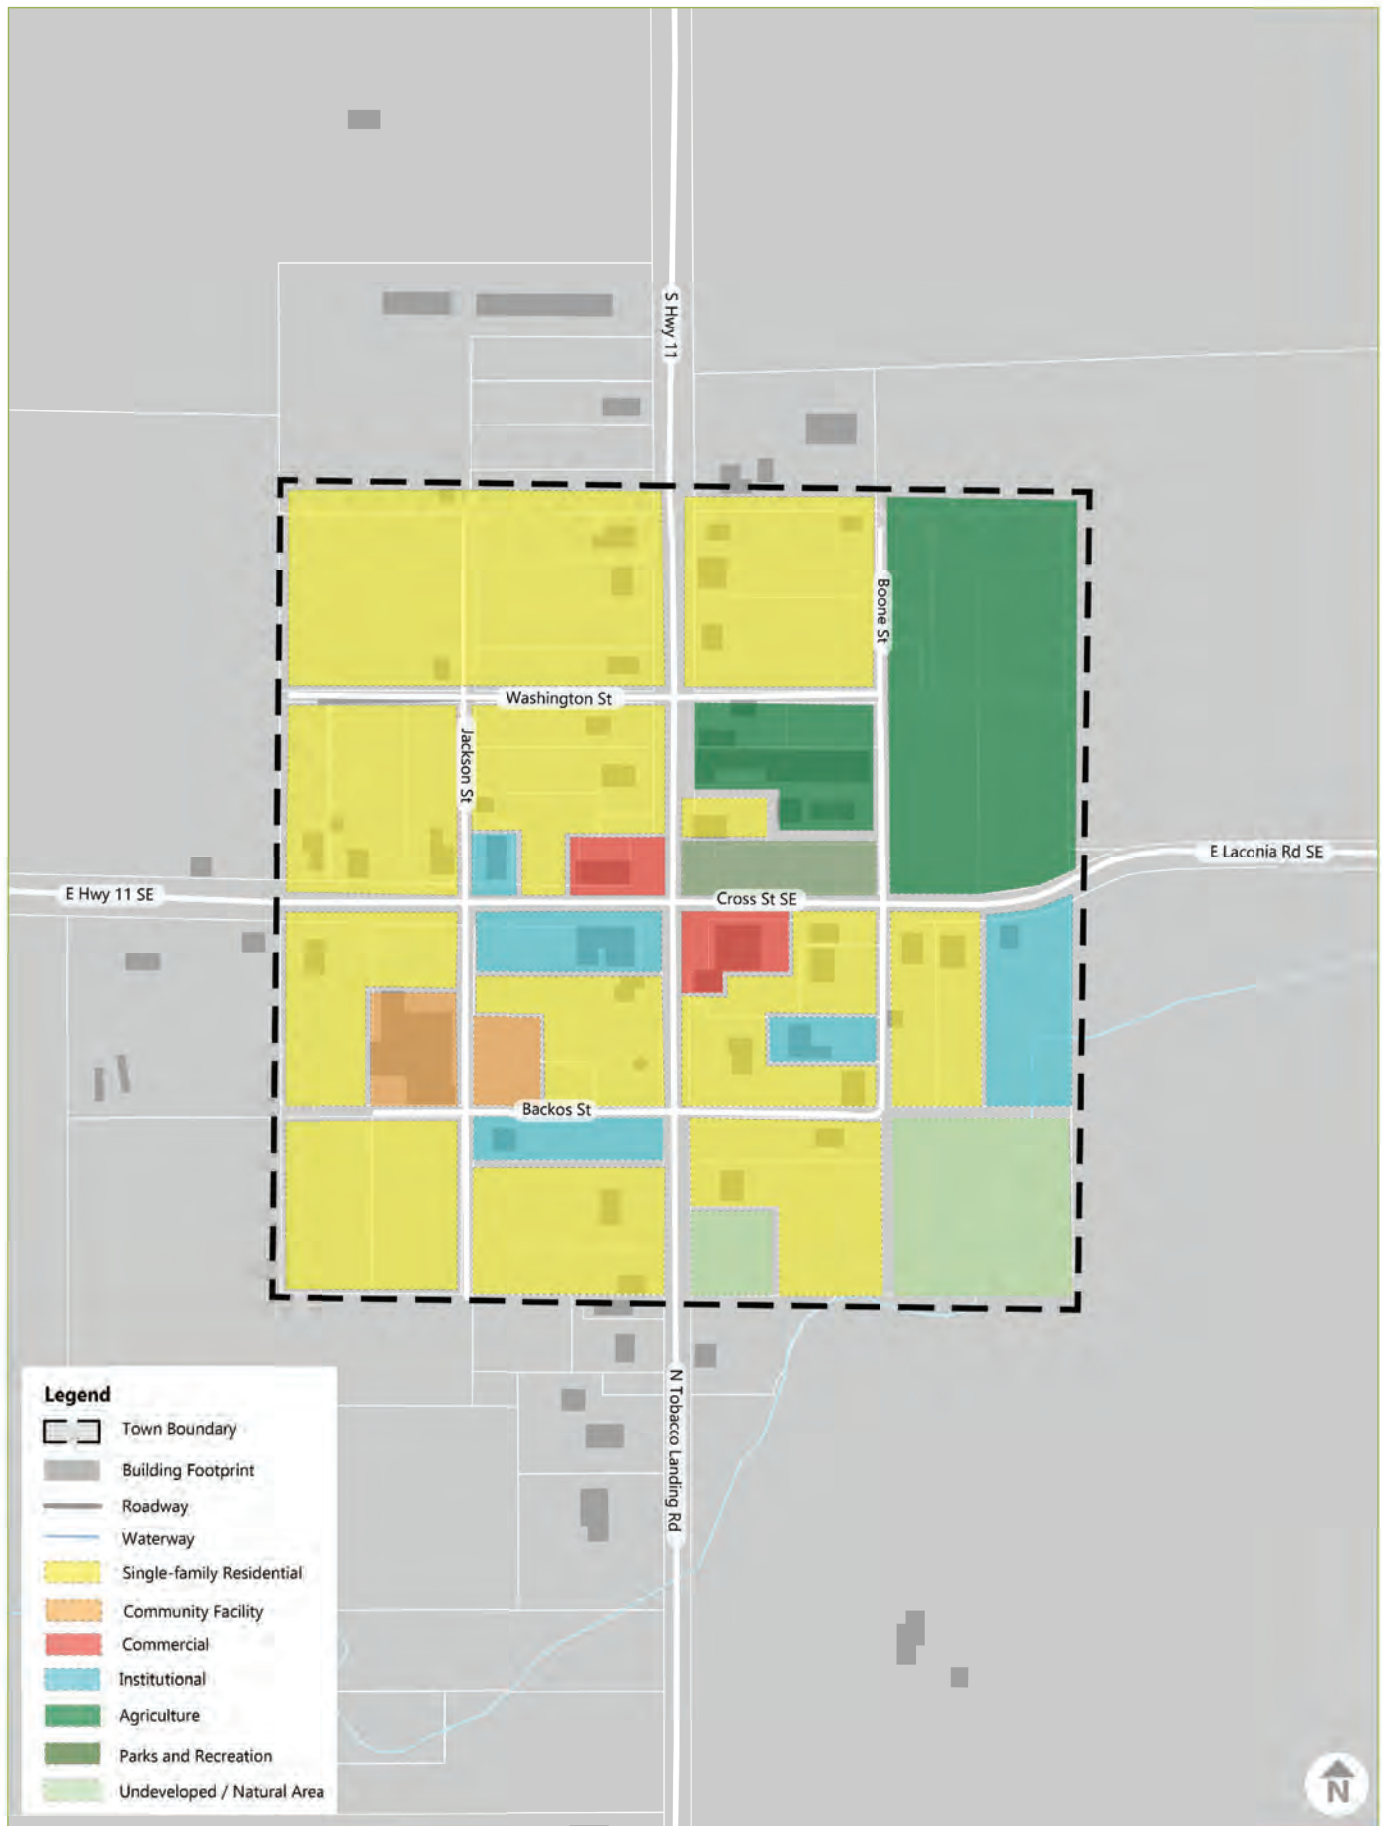 S Hwy 11
Boone St
Washington St
Jackson St
E Laconia Rd SE
E Hwy 11 SE
Cross St SE
Backos St
N Tobacco Landing Rd
Legend
Town Boundary
Building Footprint
Roadway
Waterway
Single-family Residential
Community Facility
Commercial
Institutional
Agriculture
Parks and Recreation
Undeveloped / Natural Area
N